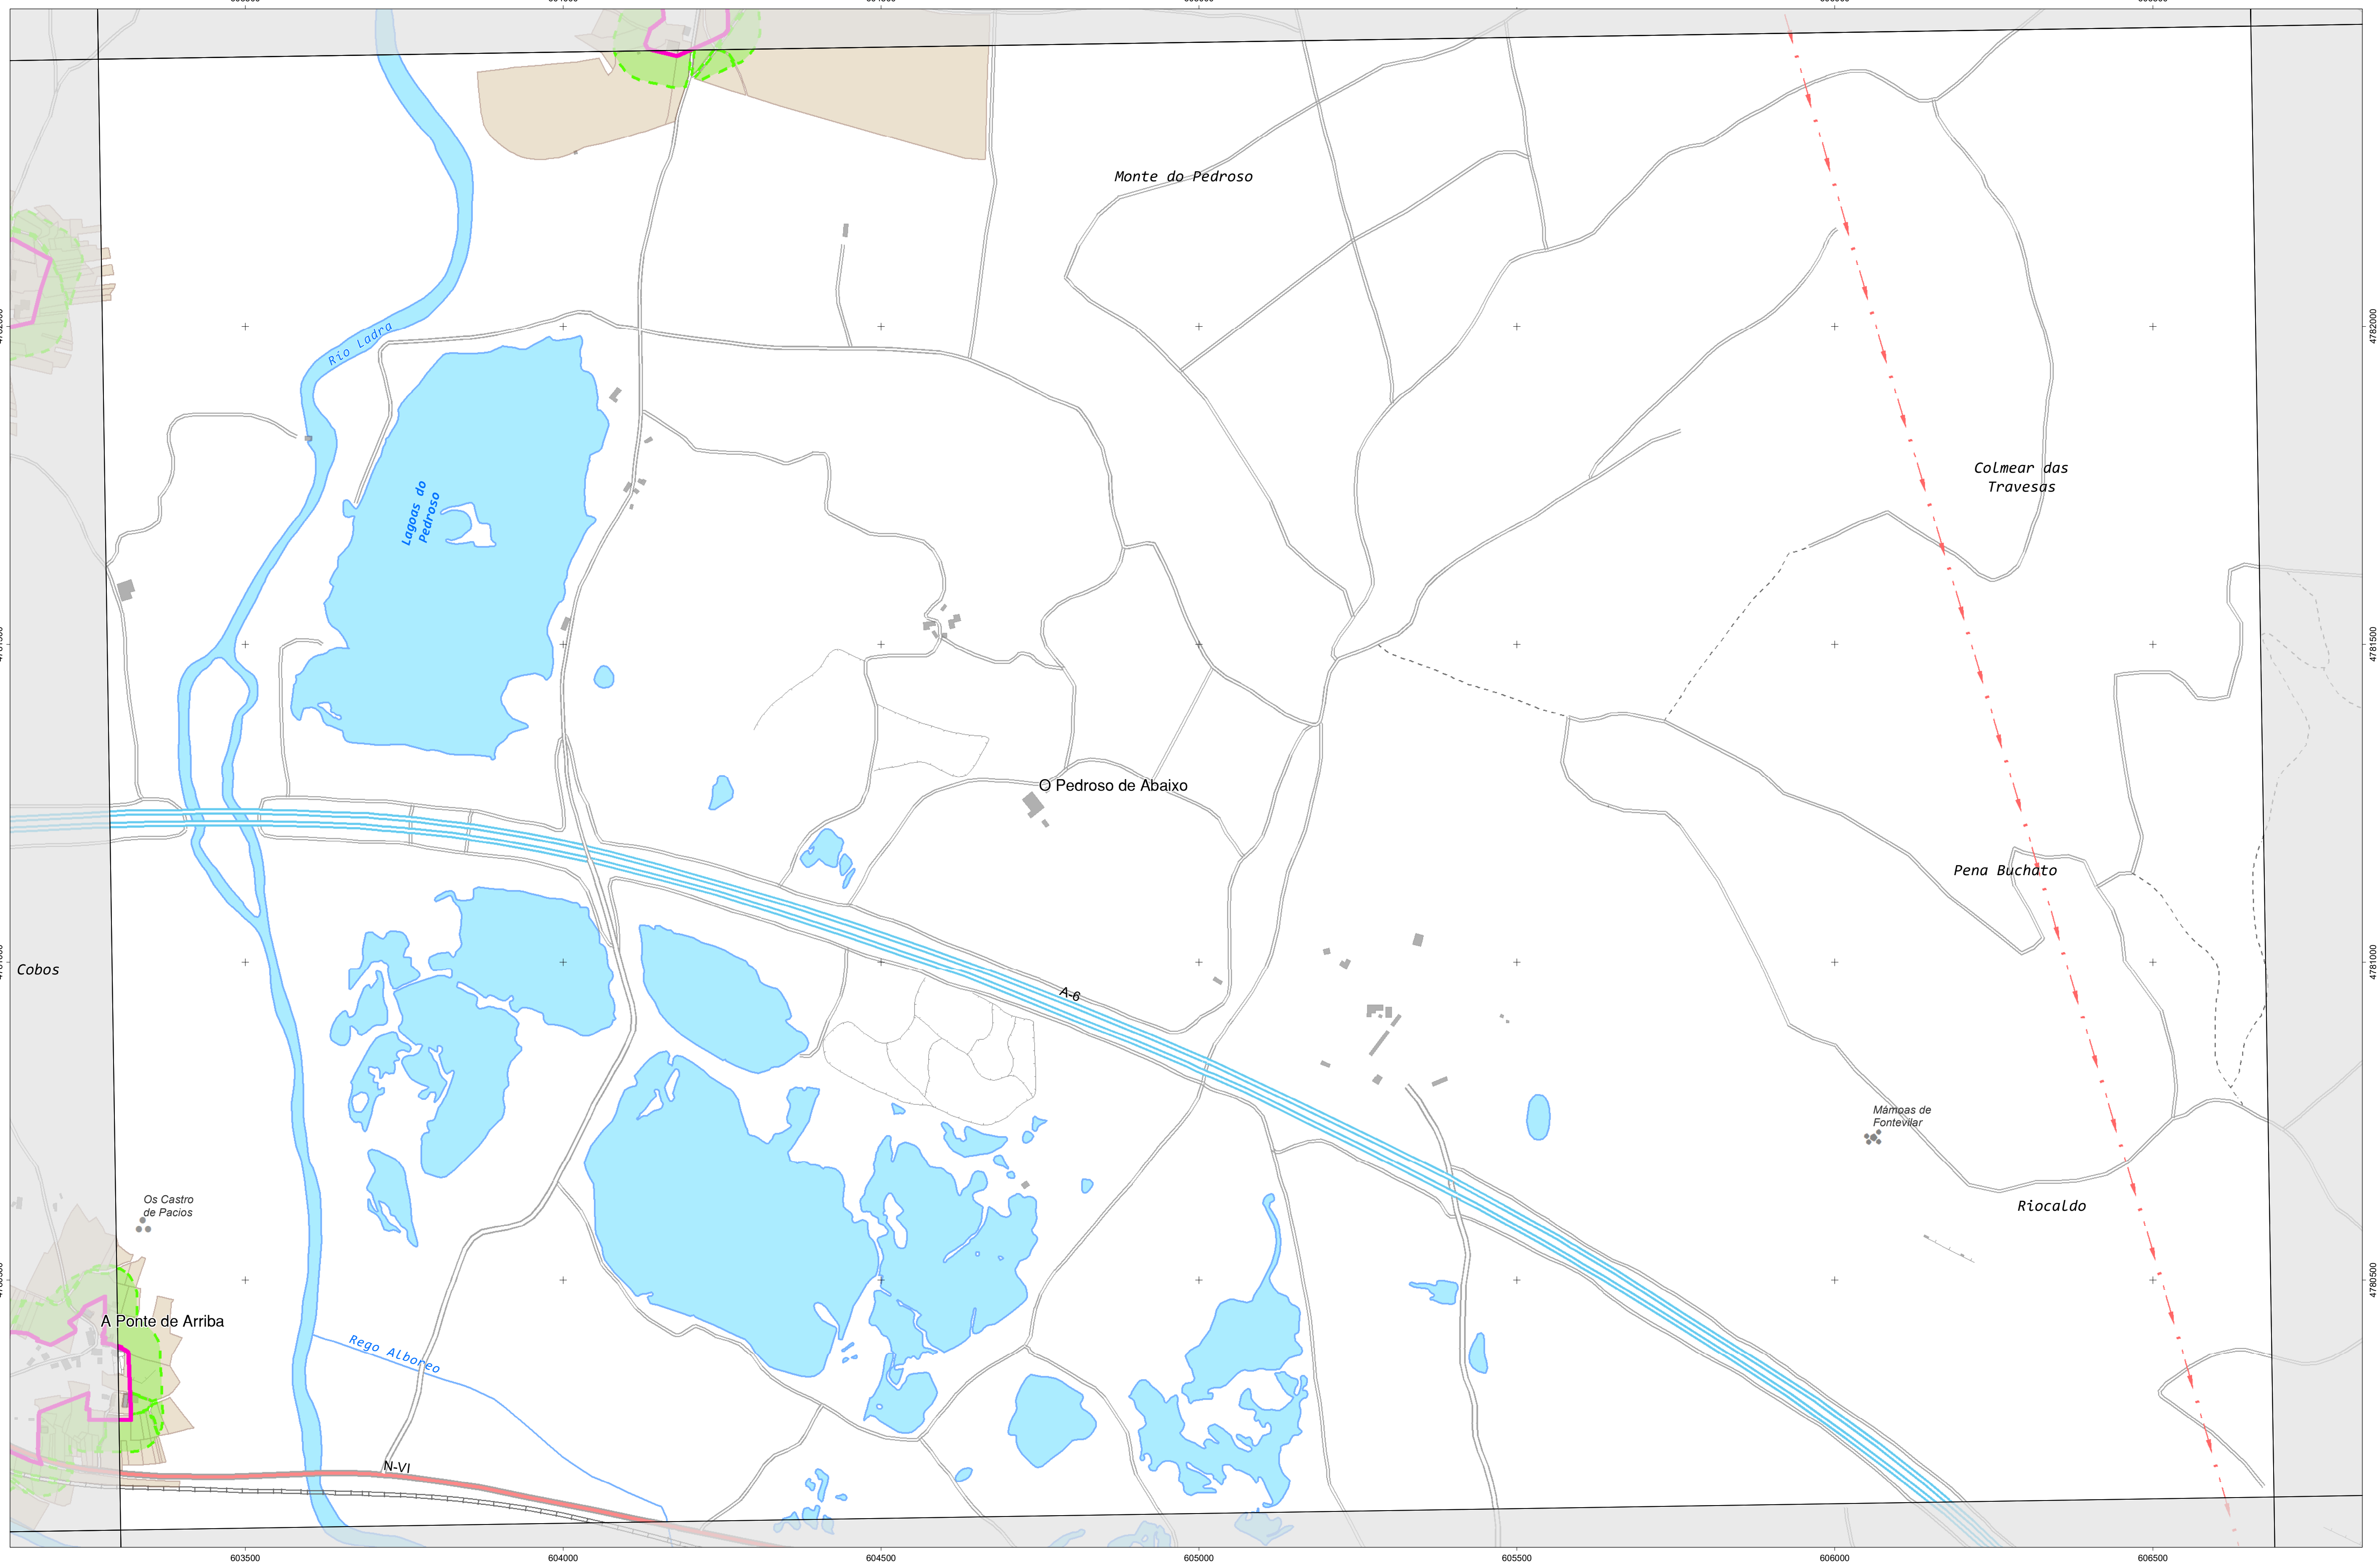 Monte do Pedroso
Rio Ladra
4782000
Colmear das
Travesas
Lagoas do
Pedroso
4781500
O Pedroso de Abaixo
Pena Buchato
Cobos
A-6
4781000
Mámoas de
Fontevilar
Os Castro
de Pacios
Riocaldo
4780500
A Ponte de Arriba
Rego Alboreo
N-VI
603500
604000
604500
605000
605500
606000
606500